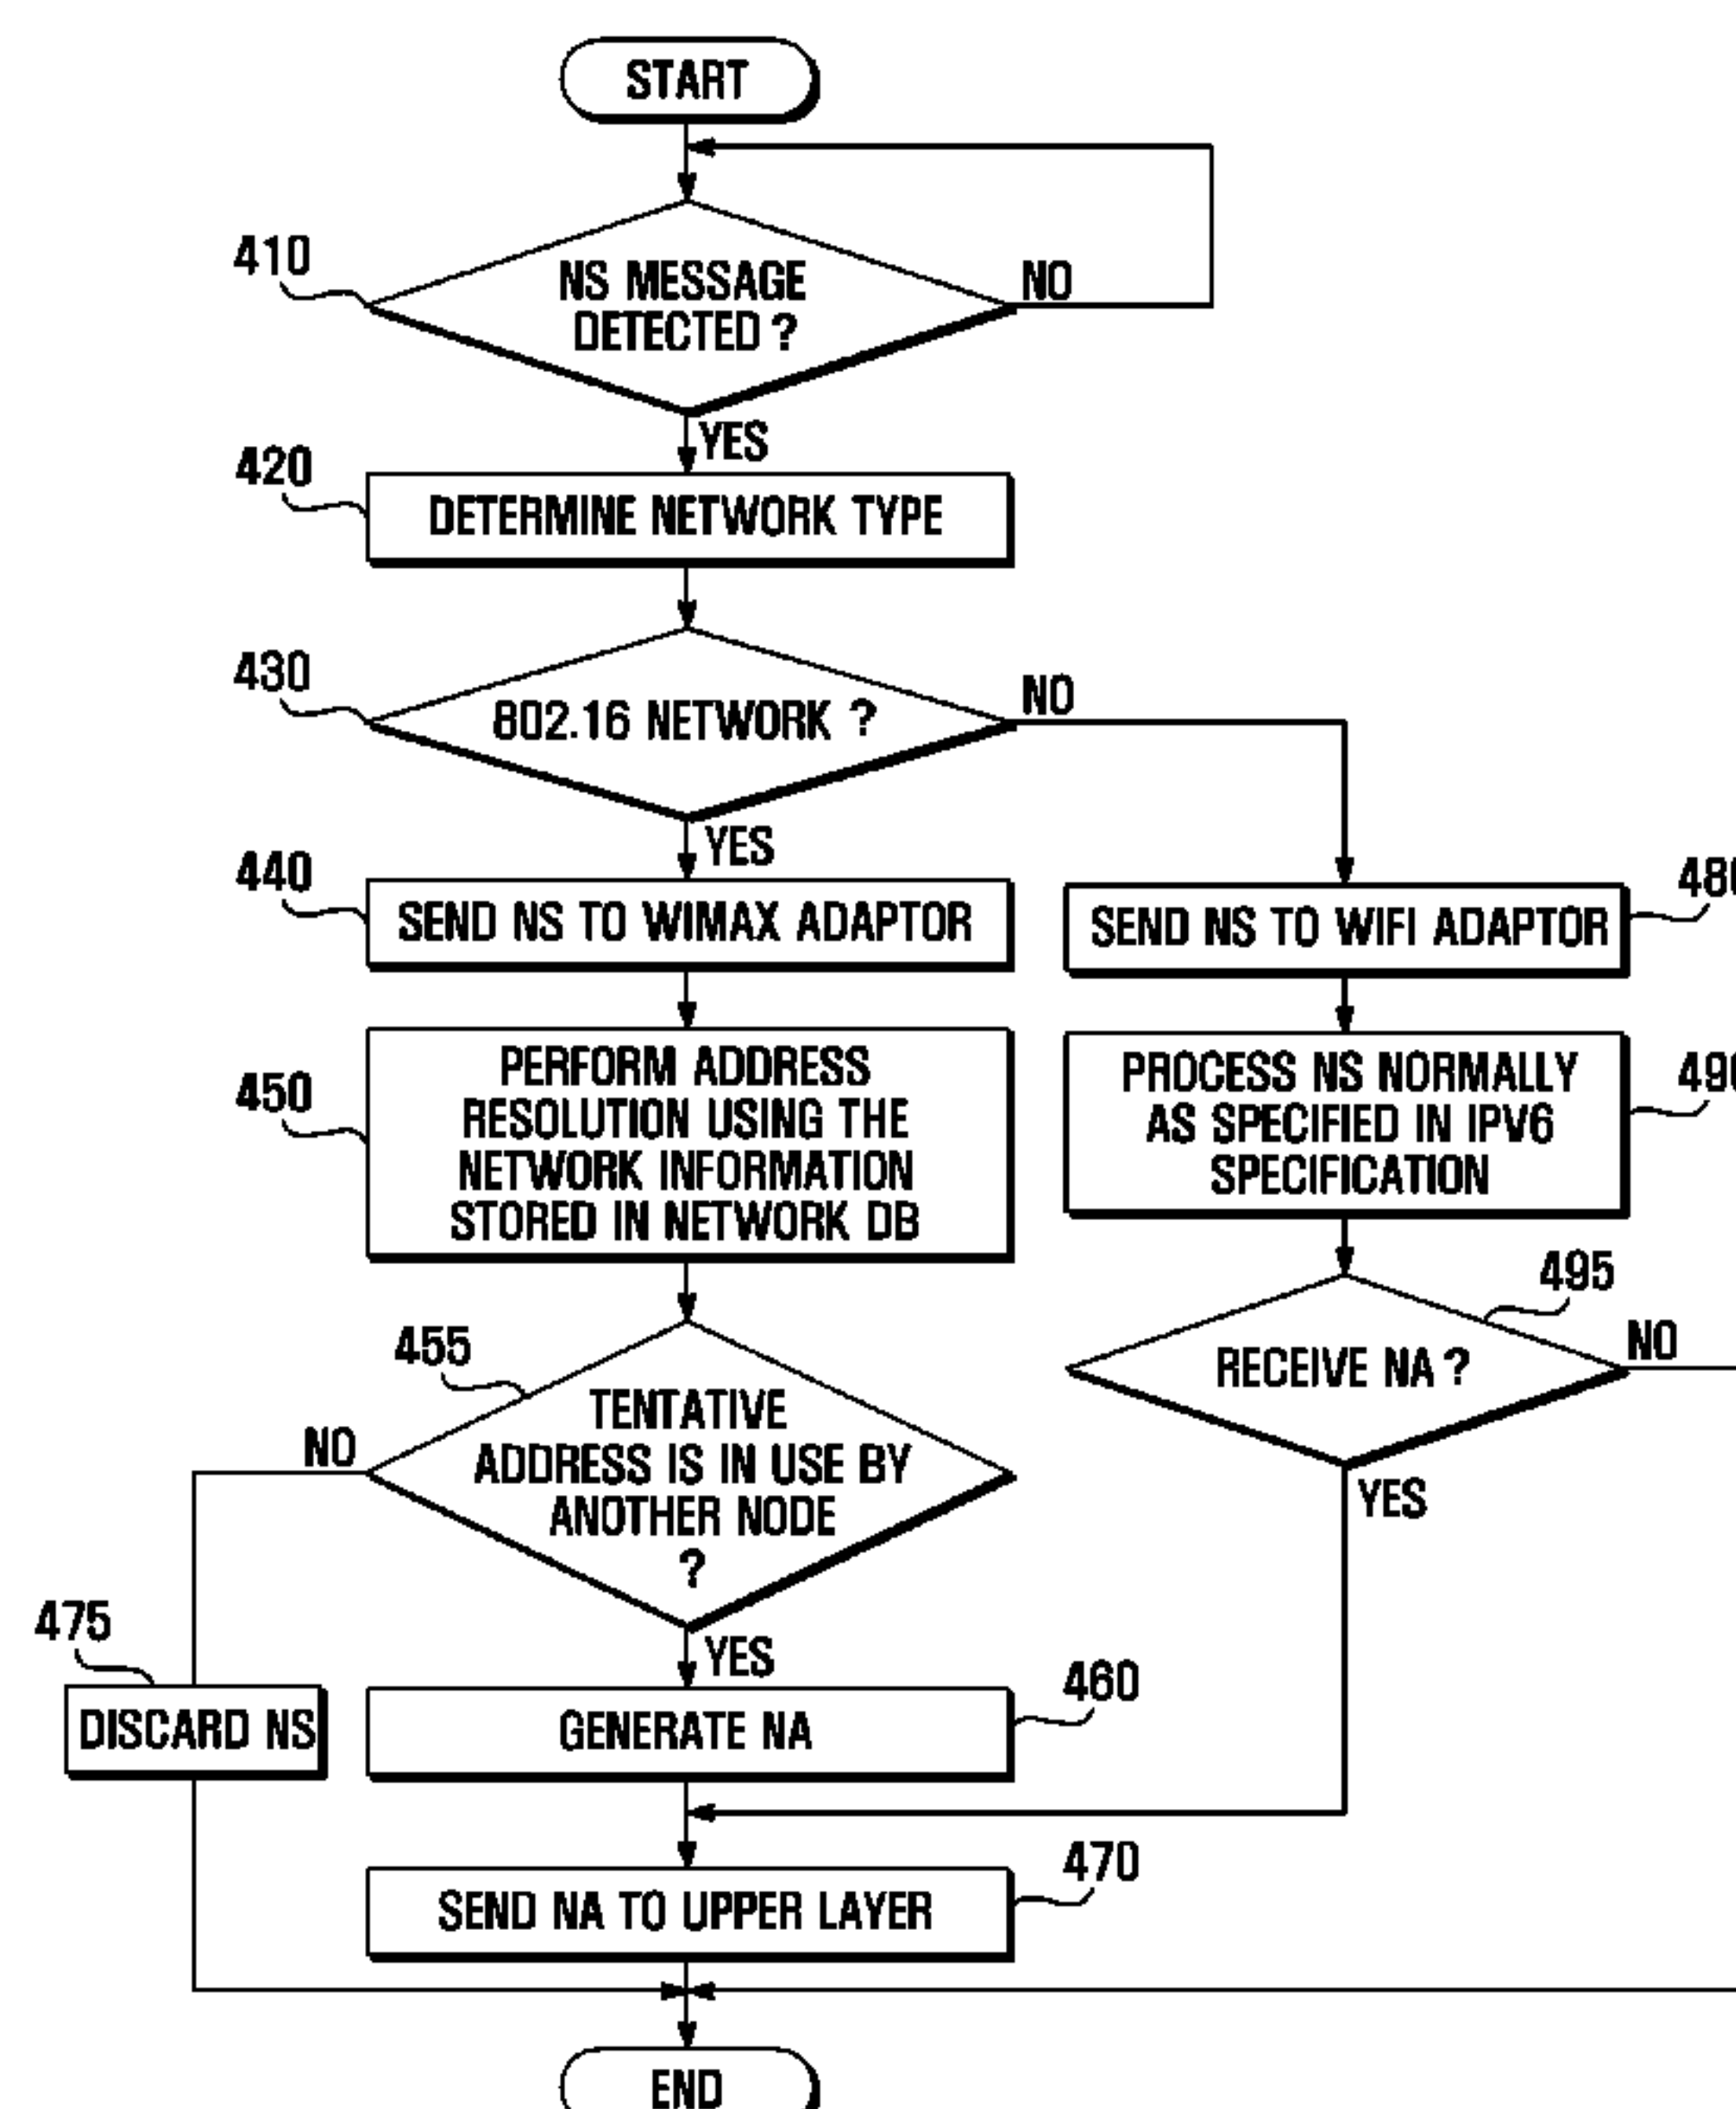 START
410
NS MESSAGE
DETECTED ?
NO
YES
420
DETERMINE NETWORK TYPE
430
802.16 NETWORK ?
NO
YES
440
SEND NS TO WIMAX ADAPTOR
SEND NS TO WIFI ADAPTOR
450
PERFORM ADDRESS
RESOLUTION USING THE
NETWORK INFORMATION
STORED IN NETWORK DB
PROCESS NS NORMALLY
AS SPECIFIED IN IPV6
SPECIFICATION
495
RECEIVE NA ?
NO
YES
455
TENTATIVE
ADDRESS IS IN USE BY
ANOTHER NODE
?
NO
YES
475
DISCARD NS
460
GENERATE NA
470
SEND NA TO UPPER LAYER
END